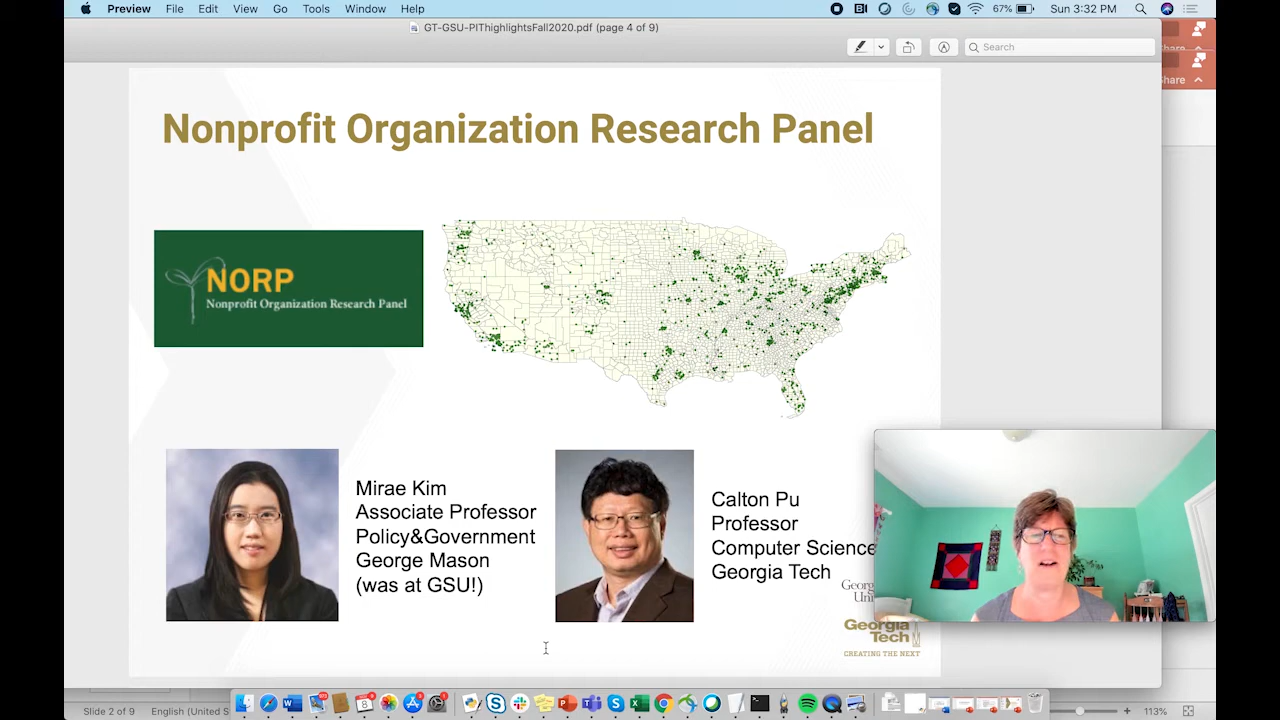 Preview File Edit View Go Tools Window Help
67% Sun 3:32 PM
GT-GSU-PIThighlightsFall2020.pdf (page 4 of 9)
Search
Share
Nonprofit Organization Research Panel
NORP
Nonprofit Organization Research Panel
Mirae Kim
Associate Professor
Policy&Government
George Mason
(was at GSU!)
Calton Pu
Professor
Computer Science
Georgia Tech
Georgia
Tech
CREATING THE NEXT
Slide 2 of 9 English (United S
113%